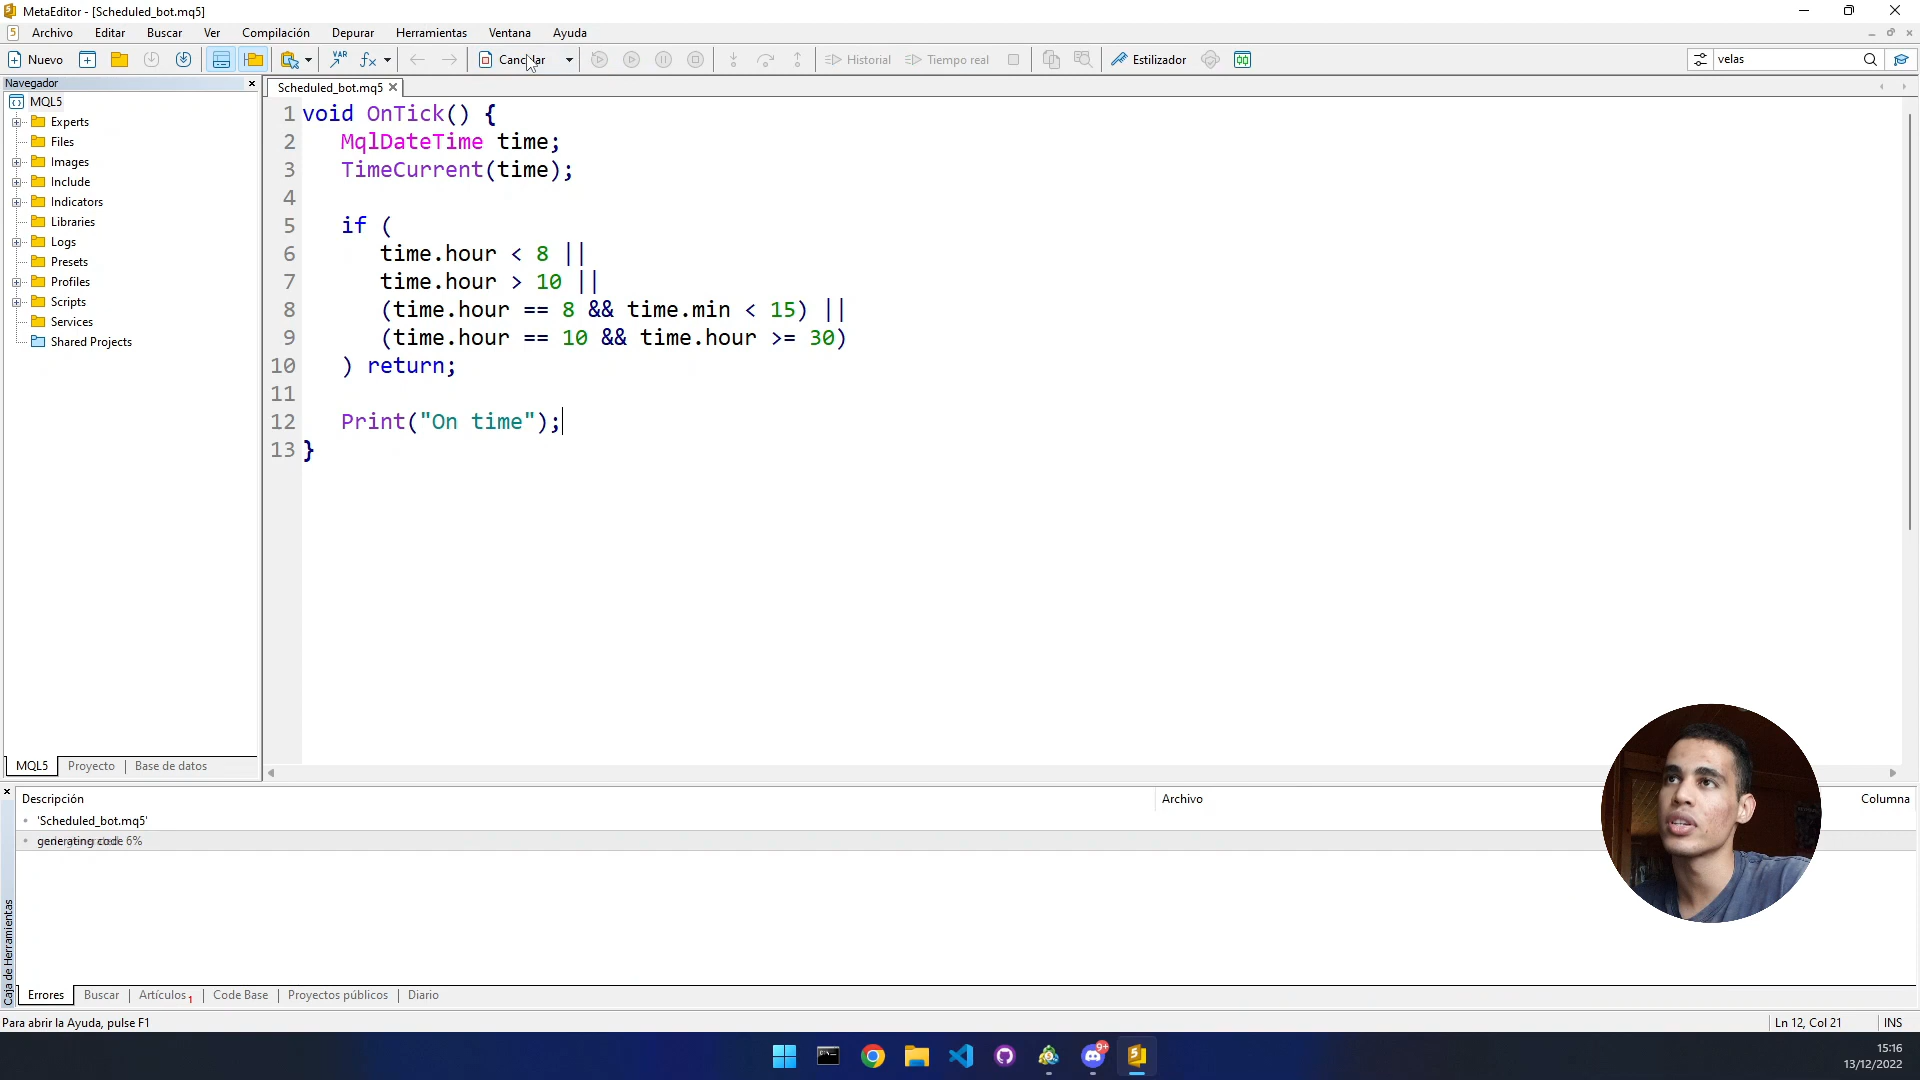 MetaEditor - [Scheduled_bot.mq5]
Archivo Editar Buscar Ver Compilación Depurar Herramientas Ventana Ayuda
Nuevo VAR fx Cancelar Historial Tiempo real Estilizador velas
Navegador
MQL5
Experts
Files
Images
Include
Indicators
Libraries
Logs
Presets
Profiles
Scripts
Services
Shared Projects
MQL5 Proyecto Base de datos
Scheduled_bot.mq5
1 void OnTick() {
2 MqlDateTime time;
3 TimeCurrent(time);
4
5 if (
6 time.hour < 8 ||
7 time.hour > 10 ||
8 (time.hour == 8 && time.min < 15) ||
9 (time.hour == 10 && time.hour >= 30)
10 ) return;
11
12 Print("On time");
13 }
Descripción Archivo Columna
'Scheduled_bot.mq5'
generating code 6%
Caja de Herramientas
Errores Buscar Artículos 1 Code Base Proyectos públicos Diario
Para abrir la Ayuda, pulse F1 Ln 12, Col 21 INS
9+
15:16
13/12/2022